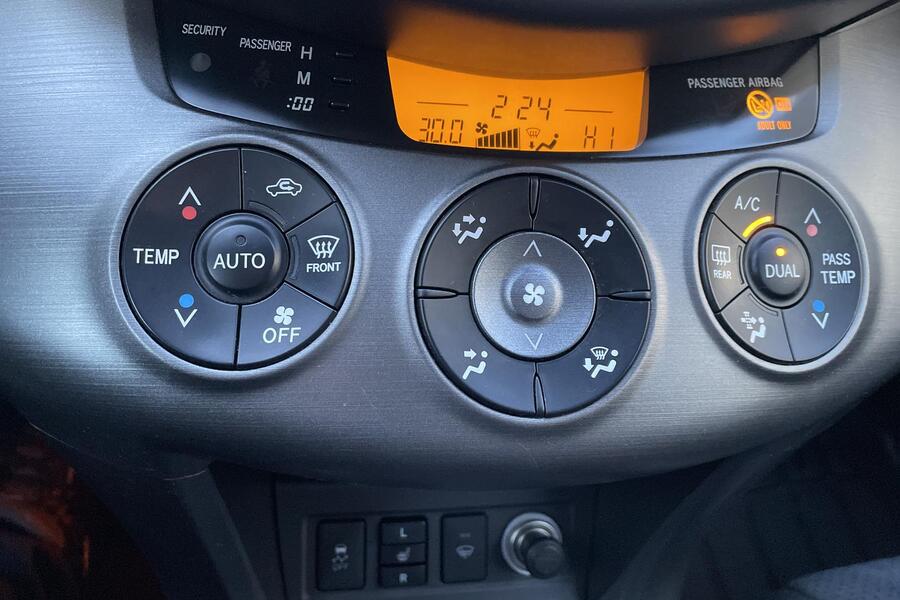 SECURITY
PASSENGER
H
M
:00
2:24
30.0
HI
PASSENGER AIRBAG
ADULT ONLY
TEMP
AUTO
FRONT
OFF
A/C
REAR
DUAL
PASS
TEMP
OFF
L
R